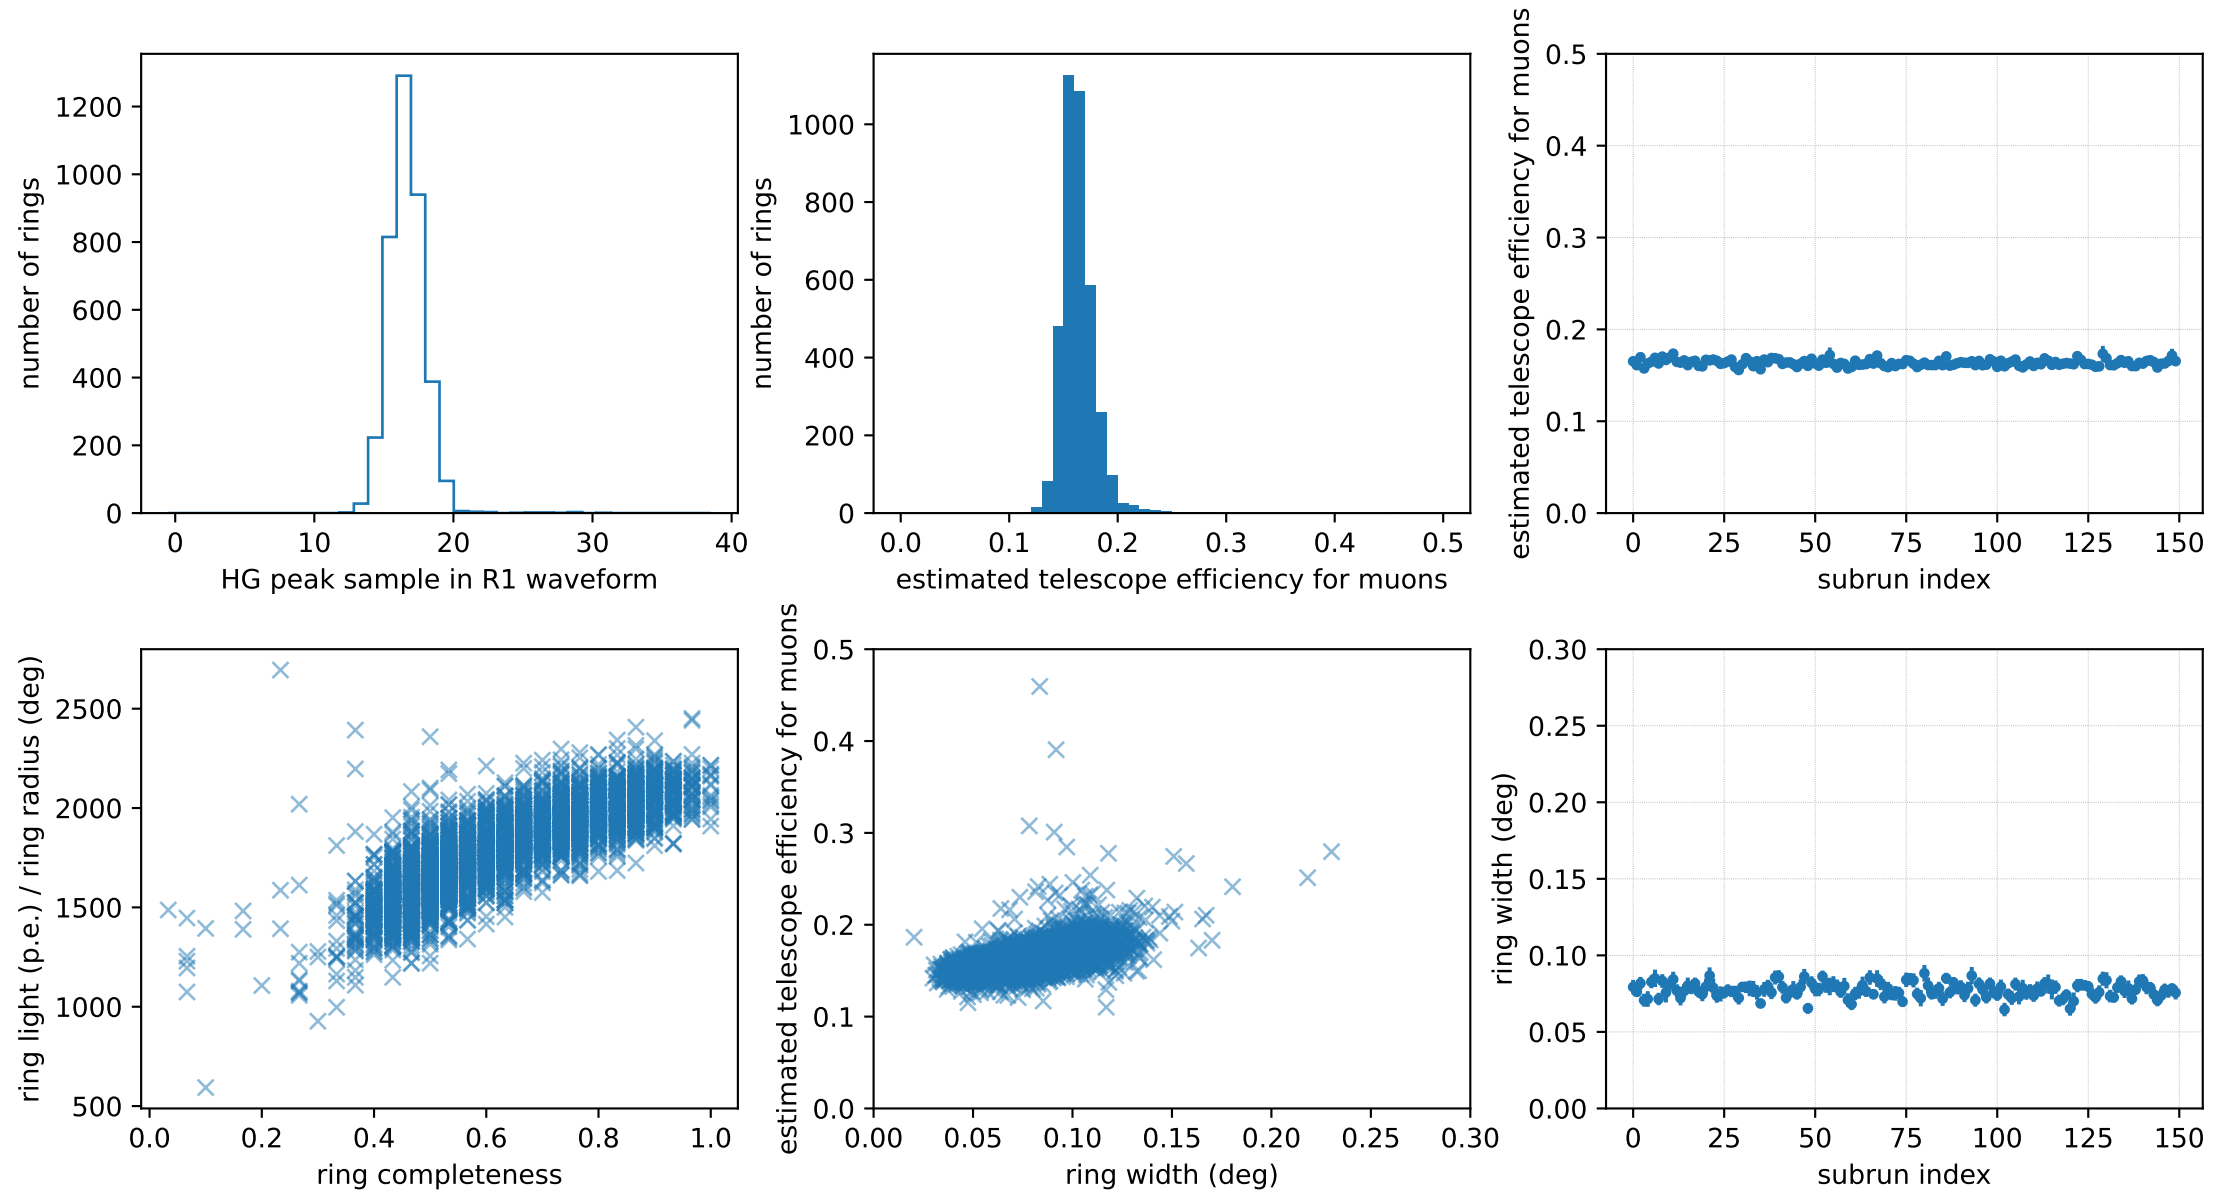 number of rings
1200
1000
800
600
400
200
0
0 10 20 30 40
HG peak sample in R1 waveform
number of rings
1000
800
600
400
200
0
0.0 0.1 0.2 0.3 0.4 0.5
estimated telescope efficiency for muons
estimated telescope efficiency for muons
0.5
0.4
0.3
0.2
0.1
0.0
0 25 50 75 100 125 150
subrun index
ring light (p.e.) / ring radius (deg)
2500
2000
1500
1000
500
0.0 0.2 0.4 0.6 0.8 1.0
ring completeness
estimated telescope efficiency for muons
0.5
0.4
0.3
0.2
0.1
0.0
0.00 0.05 0.10 0.15 0.20 0.25 0.30
ring width (deg)
ring width (deg)
0.30
0.25
0.20
0.15
0.10
0.05
0.00
0 25 50 75 100 125 150
subrun index